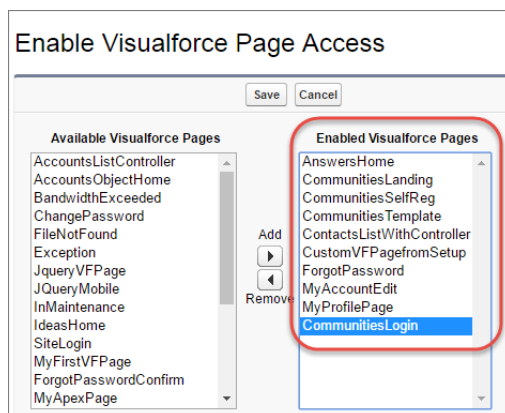 Enable Visualforce Page Access
Save Cancel
Available Visualforce Pages
AccountsListController
AccountsObjectHome
BandwidthExceeded
ChangePassword
FileNotFound
Exception
JqueryVFPage
JQueryMobile
InMaintenance
IdeasHome
SiteLogin
MyFirstVFPage
ForgotPasswordConfirm
MyApexPage
Add
Remove
Enabled Visualforce Pages
AnswersHome
CommunitiesLanding
CommunitiesSelfReg
CommunitiesTemplate
ContactsListWithController
CustomVFPagefromSetup
ForgotPassword
MyAccountEdit
MyProfilePage
CommunitiesLogin